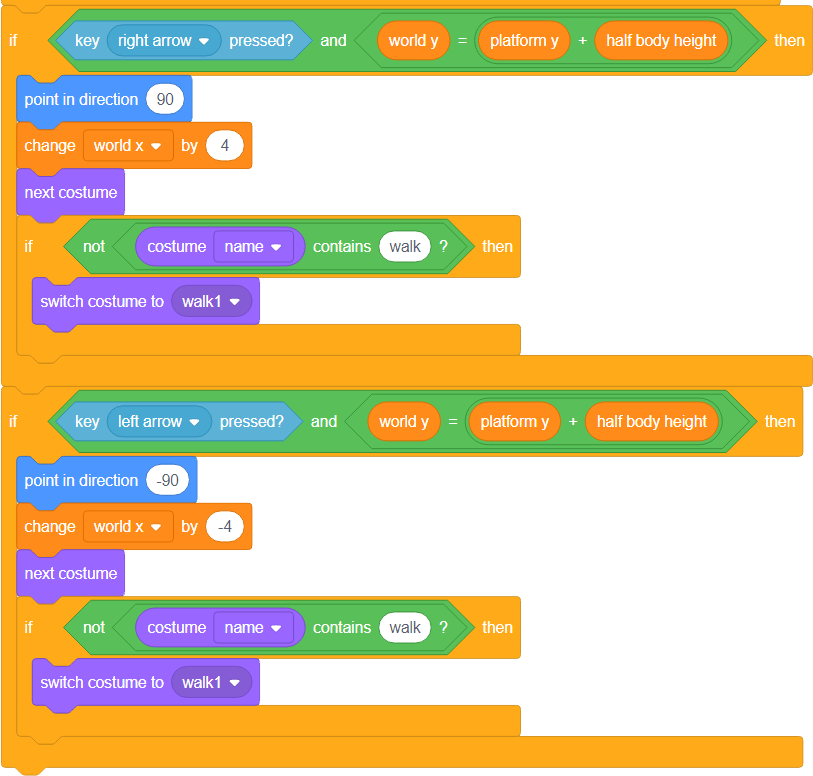 if key right arrow pressed? and world y = platform y + half body height then
point in direction 90
change world x by 4
next costume
if not costume name contains walk ? then
switch costume to walk1
if key left arrow pressed? and world y = platform y + half body height then
point in direction -90
change world x by -4
next costume
if not costume name contains walk ? then
switch costume to walk1